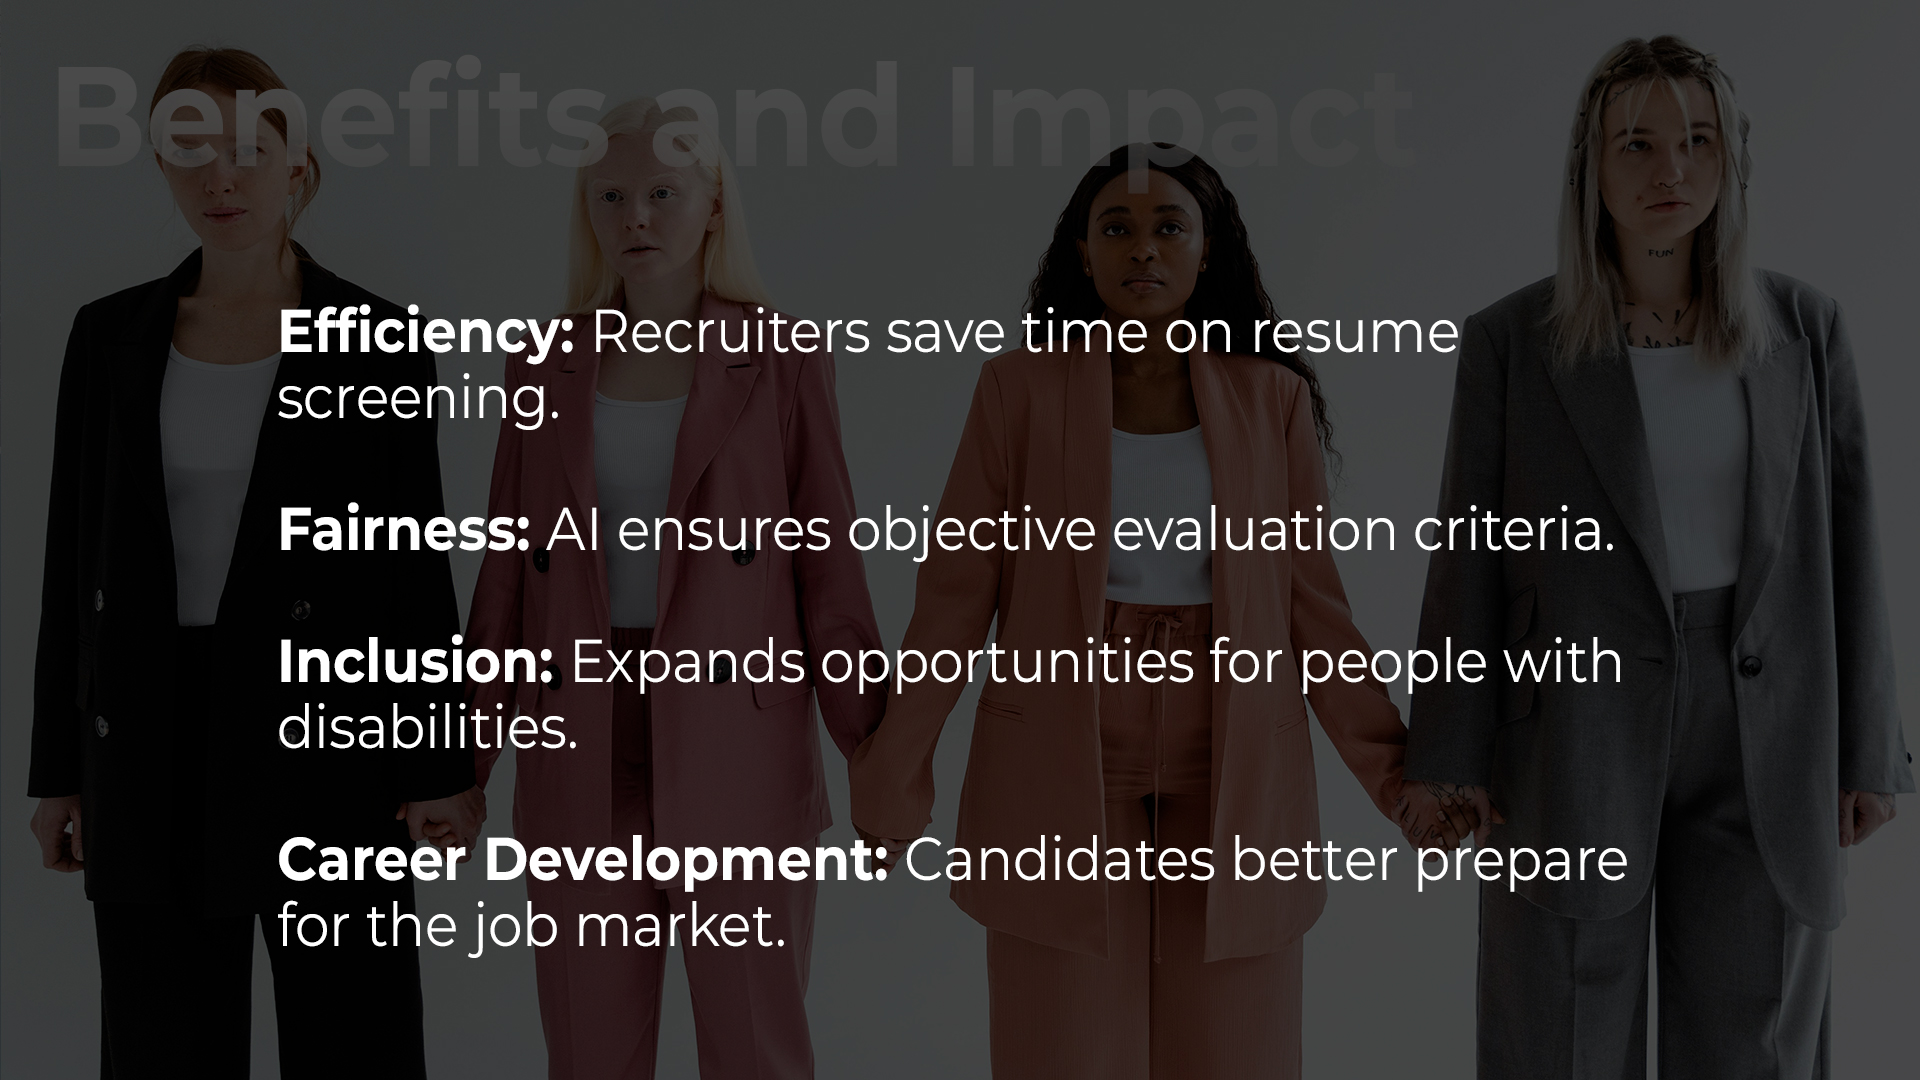 Benefits and Impact
FUN
Efficiency: Recruiters save time on resume
screening.
Fairness: AI ensures objective evaluation criteria.
Inclusion: Expands opportunities for people with
disabilities.
Career Development: Candidates better prepare
for the job market.